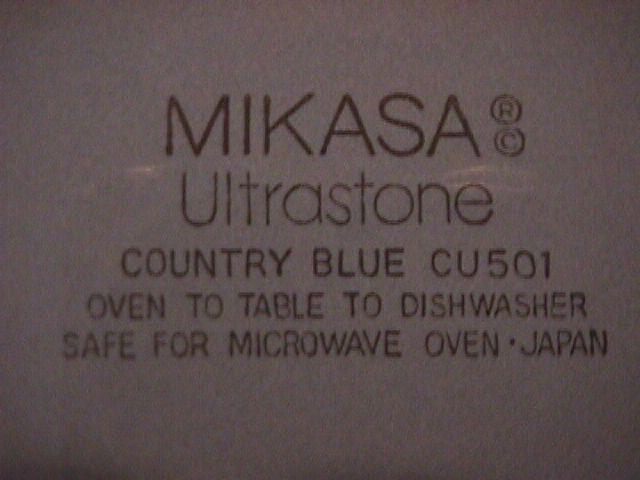 MIKASA ®©
Ultrastone
COUNTRY BLUE CU501
OVEN TO TABLE TO DISHWASHER
SAFE FOR MICROWAVE OVEN · JAPAN